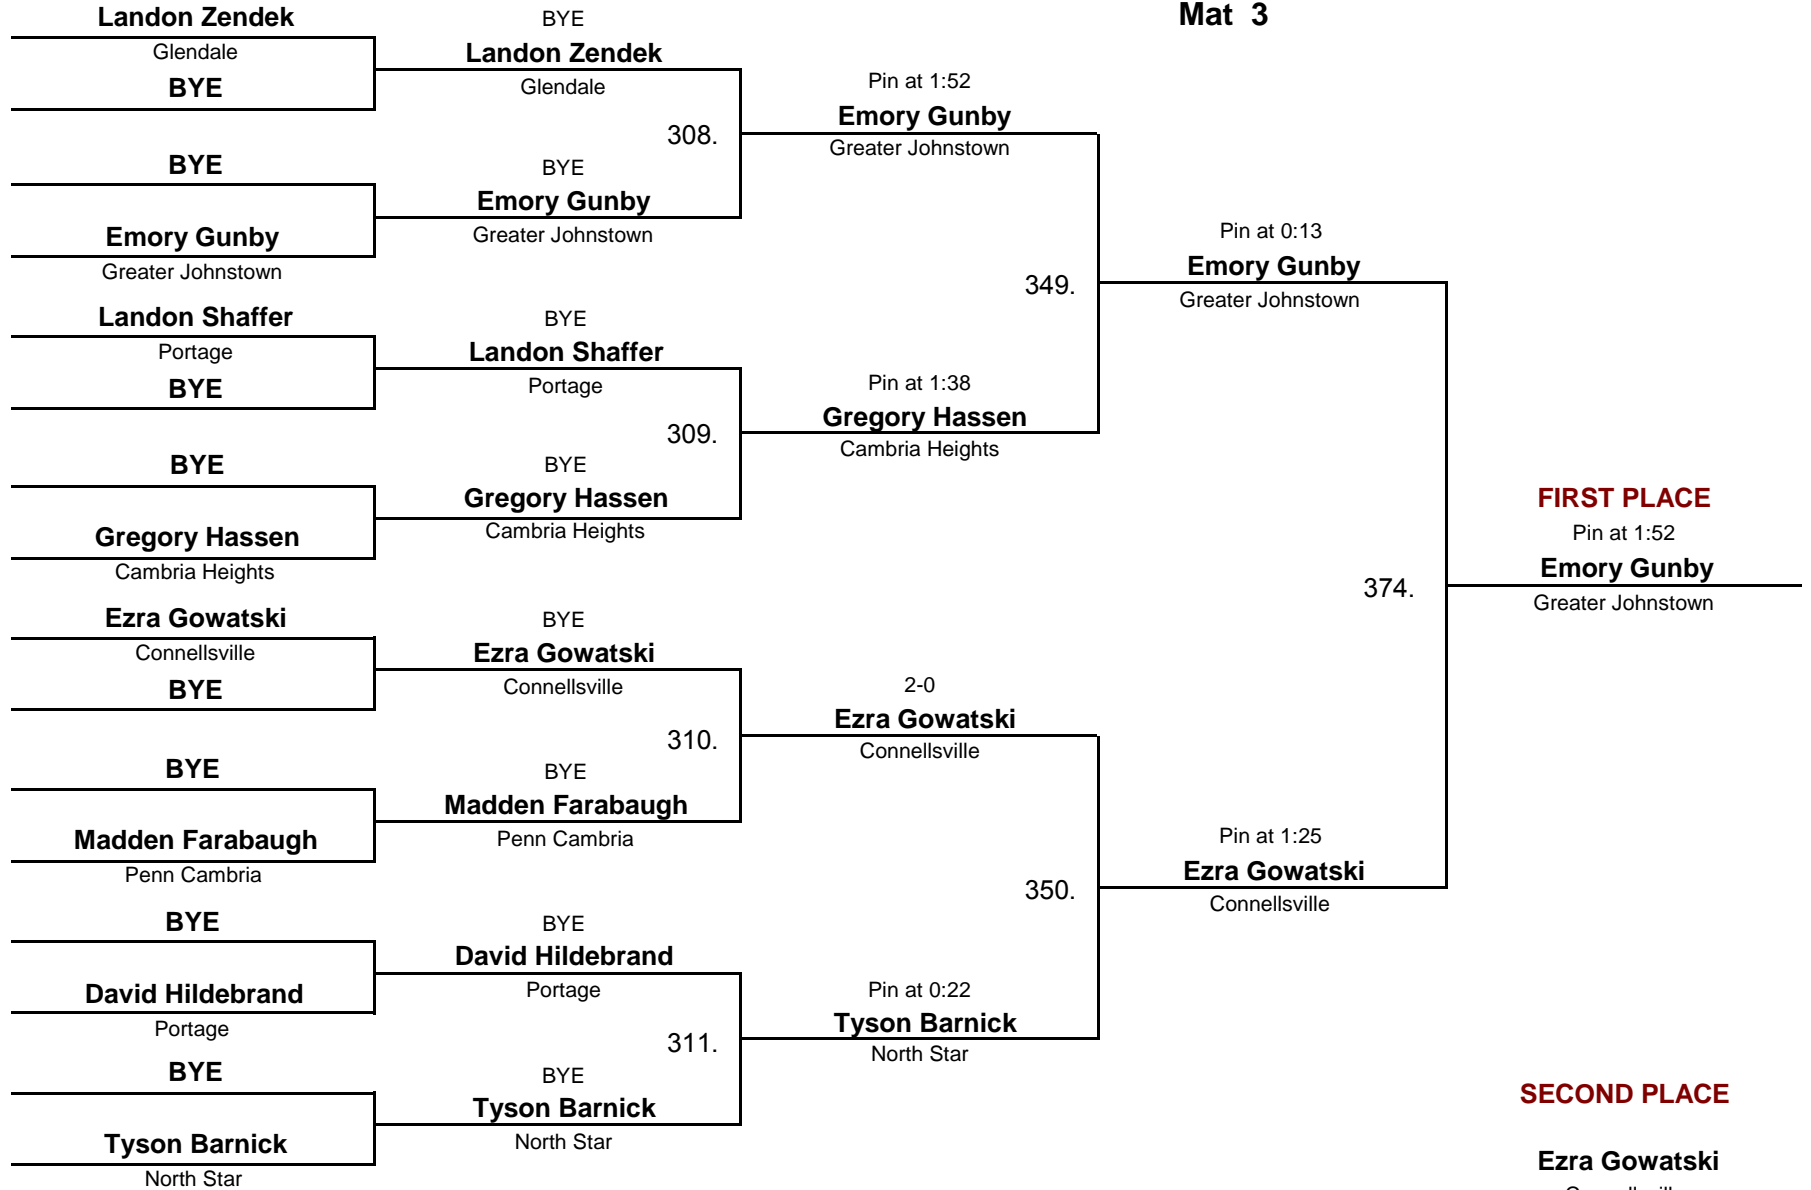 Mat 3
Landon Zendek
Glendale
BYE
BYE
Emory Gunby
Greater Johnstown
Landon Shaffer
Portage
BYE
BYE
Gregory Hassen
Cambria Heights
Ezra Gowatski
Connellsville
BYE
BYE
Madden Farabaugh
Penn Cambria
BYE
David Hildebrand
Portage
BYE
Tyson Barnick
North Star
BYE
Landon Zendek
Glendale
308.
BYE
Emory Gunby
Greater Johnstown
BYE
Landon Shaffer
Portage
309.
BYE
Gregory Hassen
Cambria Heights
BYE
Ezra Gowatski
Connellsville
310.
BYE
Madden Farabaugh
Penn Cambria
BYE
David Hildebrand
Portage
311.
BYE
Tyson Barnick
North Star
Pin at 1:52
Emory Gunby
Greater Johnstown
349.
Pin at 1:38
Gregory Hassen
Cambria Heights
2-0
Ezra Gowatski
Connellsville
350.
Pin at 0:22
Tyson Barnick
North Star
Pin at 0:13
Emory Gunby
Greater Johnstown
374.
Pin at 1:25
Ezra Gowatski
Connellsville
FIRST PLACE
Pin at 1:52
Emory Gunby
Greater Johnstown
SECOND PLACE
Ezra Gowatski